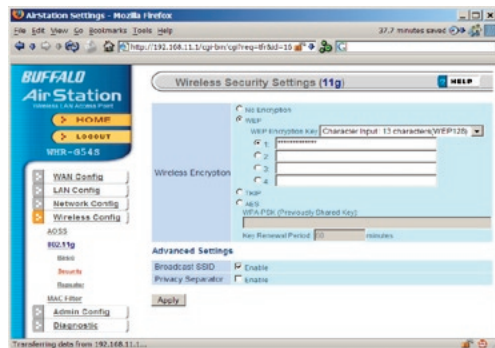 AirStation Settings - Mozilla Firefox
File Edit View Go Bookmarks Tools Help
37.7 minutes saved
http://192.168.11.1/cgi-bin/cgi?req=tfr&id=16
BUFFALO
AirStation
Wireless LAN Access Point
HOME
LOGOUT
WHR-G54S
WAN Config
LAN Config
Network Config
Wireless Config
AOSS
802.11g
Basic
Security
Repeater
MAC Filter
Admin Config
Diagnostic
Wireless Security Settings (11g)
HELP
Wireless Encryption
No Encryption
WEP
WEP Encryption Key Character Input: 13 characters(WEP128)
1: *************
2:
3:
4:
TKIP
AES
WPA-PSK (Previously Shared Key)
Key Renewal Period 60 minutes
Advanced Settings
Broadcast SSID Enable
Privacy Separator Enable
Apply
Transferring data from 192.168.11.1...